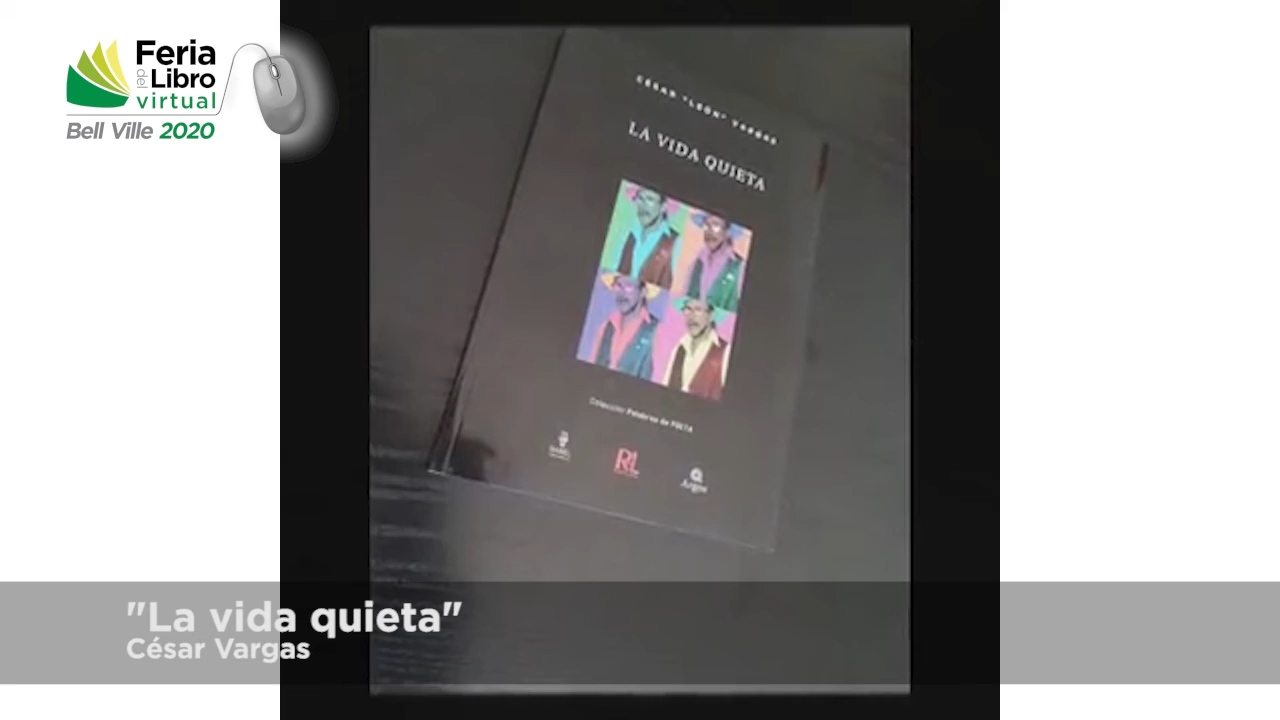 Feria
del
Libro
virtual
Bell Ville 2020
CÉSAR "LEÓN" VARGAS
LA VIDA QUIETA
Colección Palabras de POETA
RL
Argos
"La vida quieta"
César Vargas